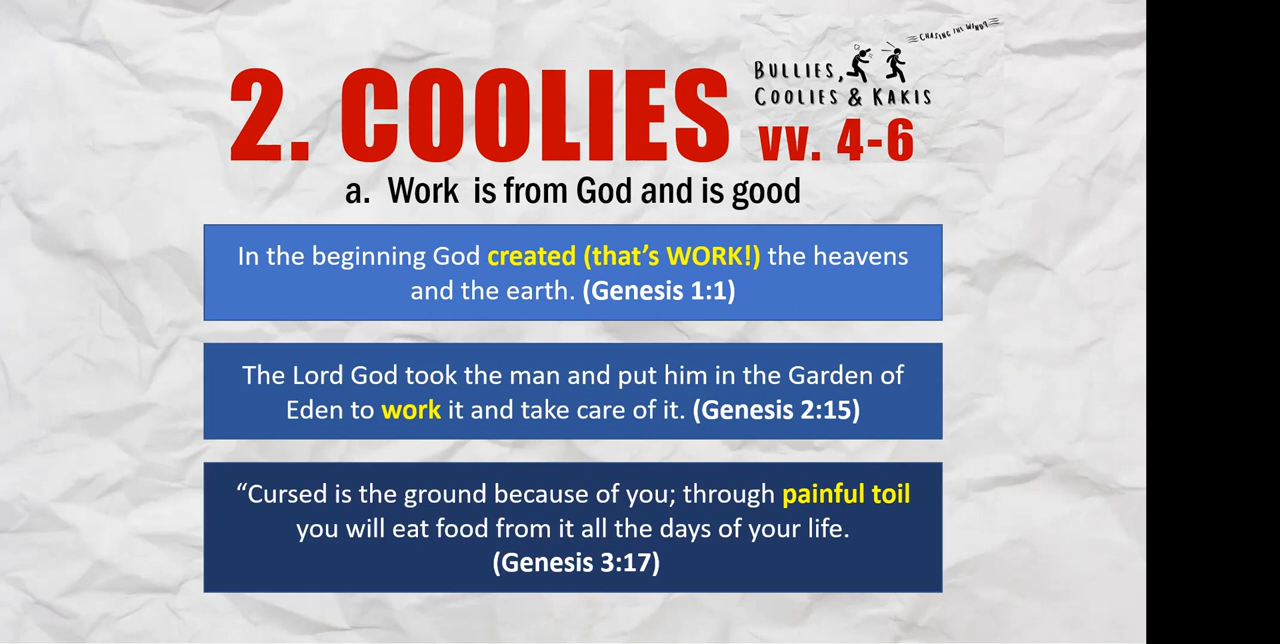 CHASING THE WIND?
BULLIES,
COOLIES & KAKIS
2. COOLIES
vv. 4-6
a. Work is from God and is good
In the beginning God created (that’s WORK!) the heavens
and the earth. (Genesis 1:1)
The Lord God took the man and put him in the Garden of
Eden to work it and take care of it. (Genesis 2:15)
“Cursed is the ground because of you; through painful toil
you will eat food from it all the days of your life.
(Genesis 3:17)